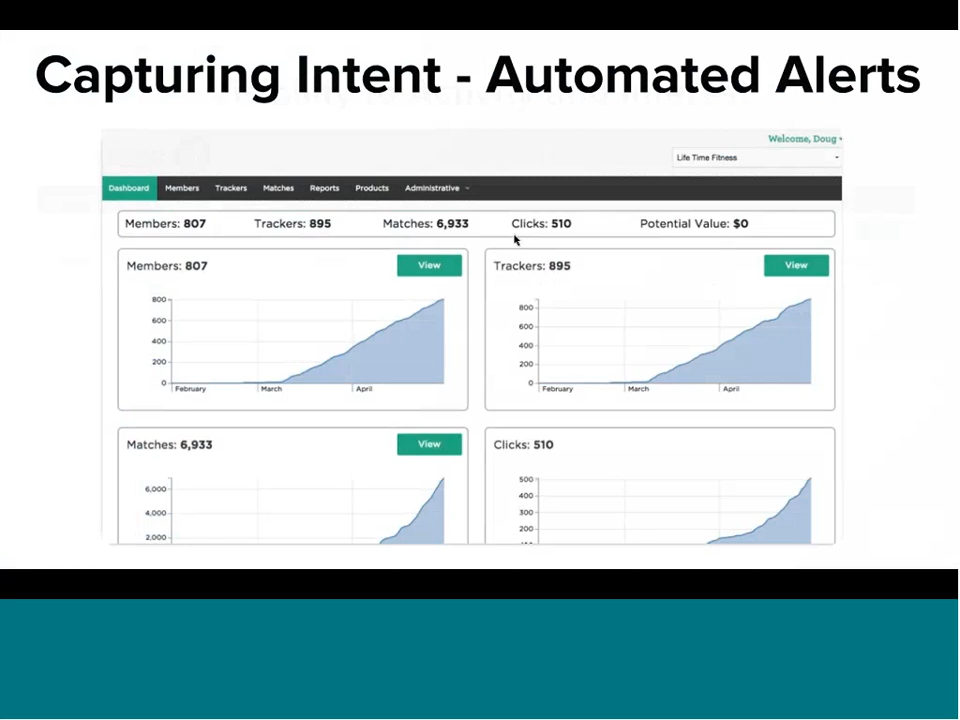 Capturing Intent - Automated Alerts
Welcome, Doug
Life Time Fitness
Dashboard Members Trackers Matches Reports Products Administrative
Members: 807 Trackers: 895 Matches: 6,933 Clicks: 510 Potential Value: $0
Members: 807 View
800
600
400
200
0
February March April
Trackers: 895 View
800
600
400
200
0
February March April
Matches: 6,933 View
6,000
4,000
2,000
Clicks: 510
500
400
300
200